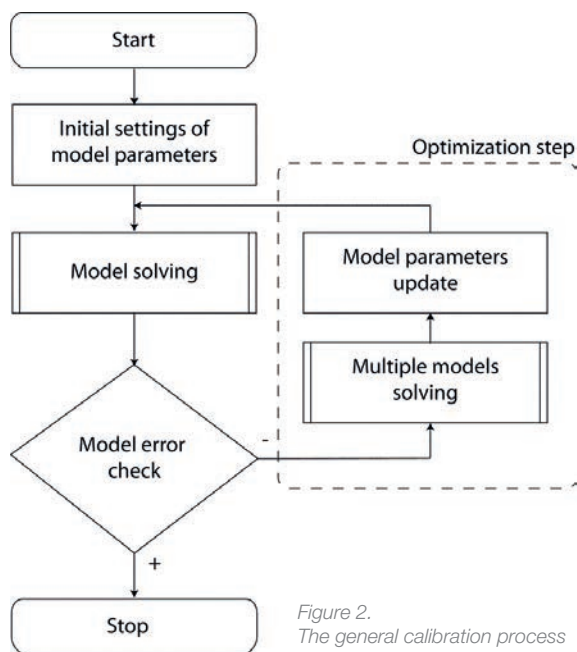 Start
Initial settings of
model parameters
Optimization step
Model solving
Model parameters
update
Multiple models
solving
Model error
check
-
+
Stop
Figure 2.
The general calibration process